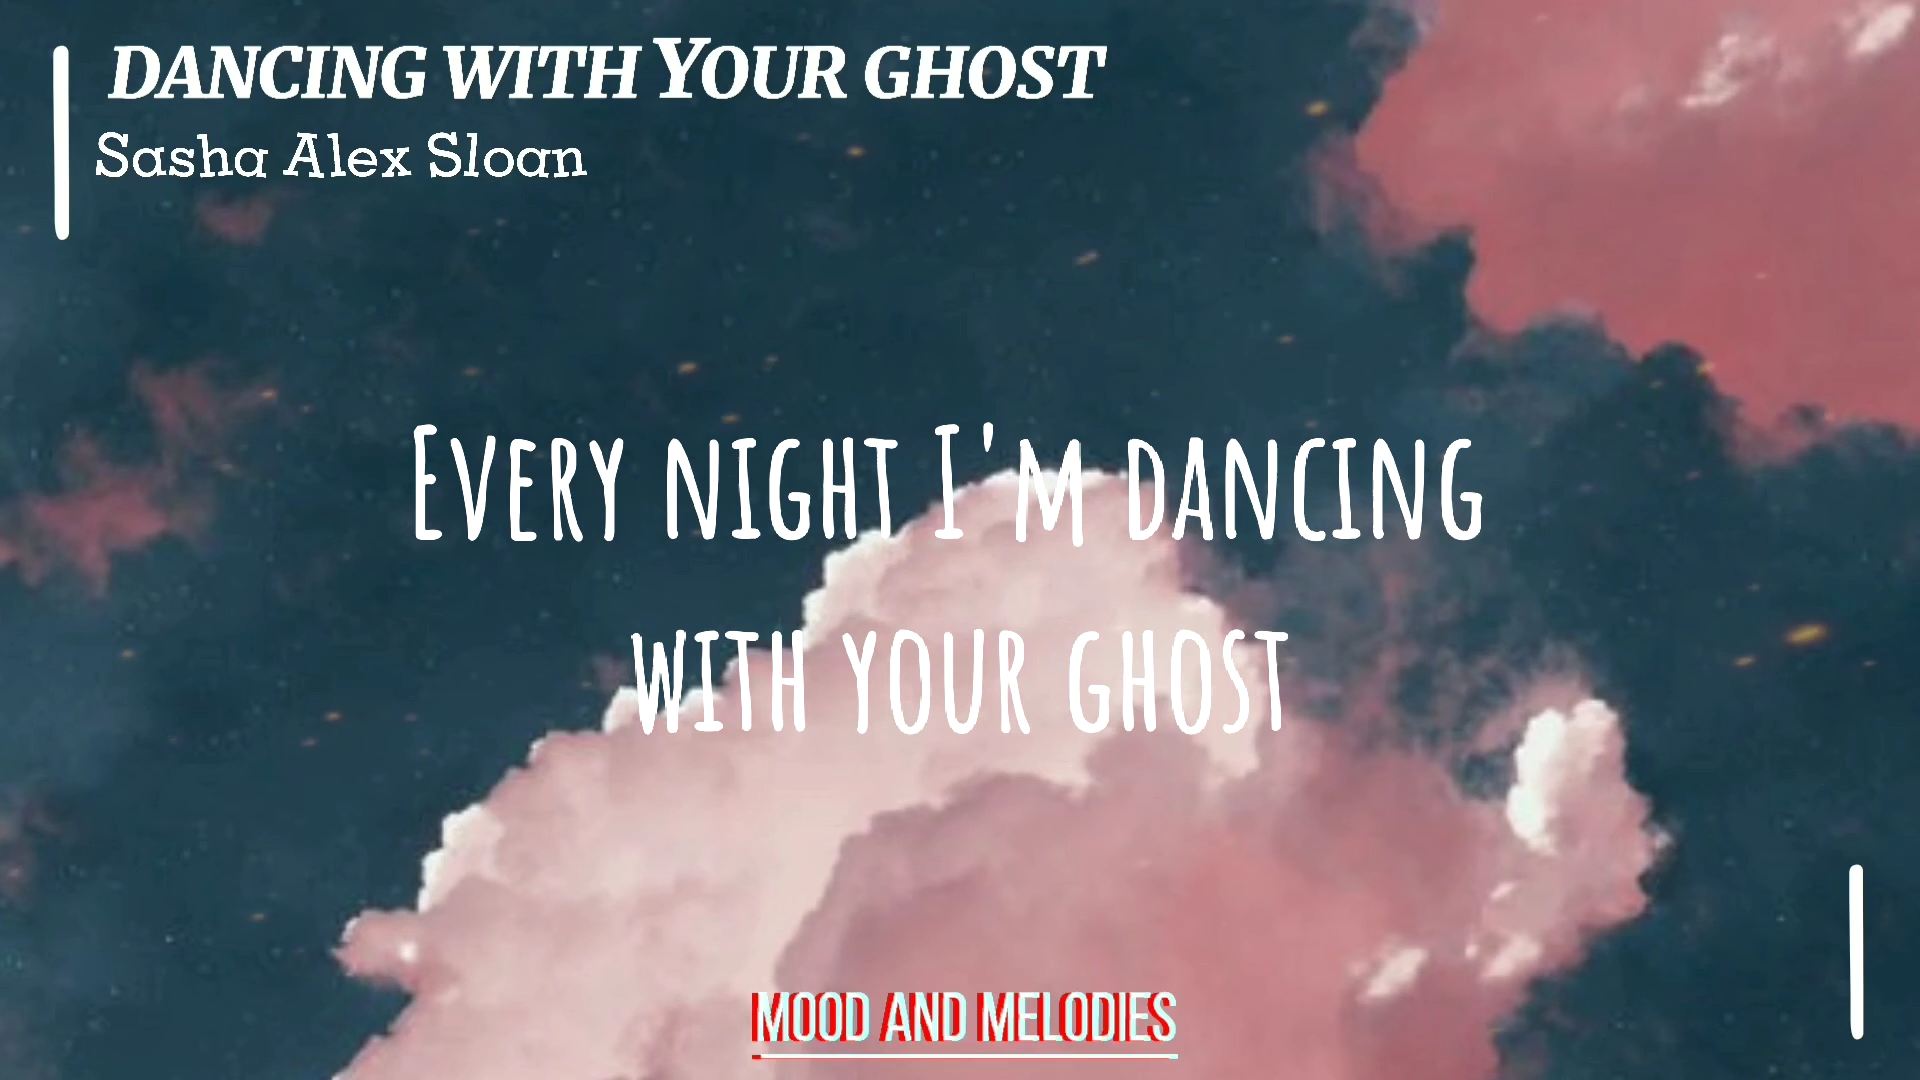 DANCING WITH YOUR GHOST
Sasha Alex Sloan
EVERY NIGHT I'M DANCING
WITH YOUR GHOST
MOOD AND MELODIES